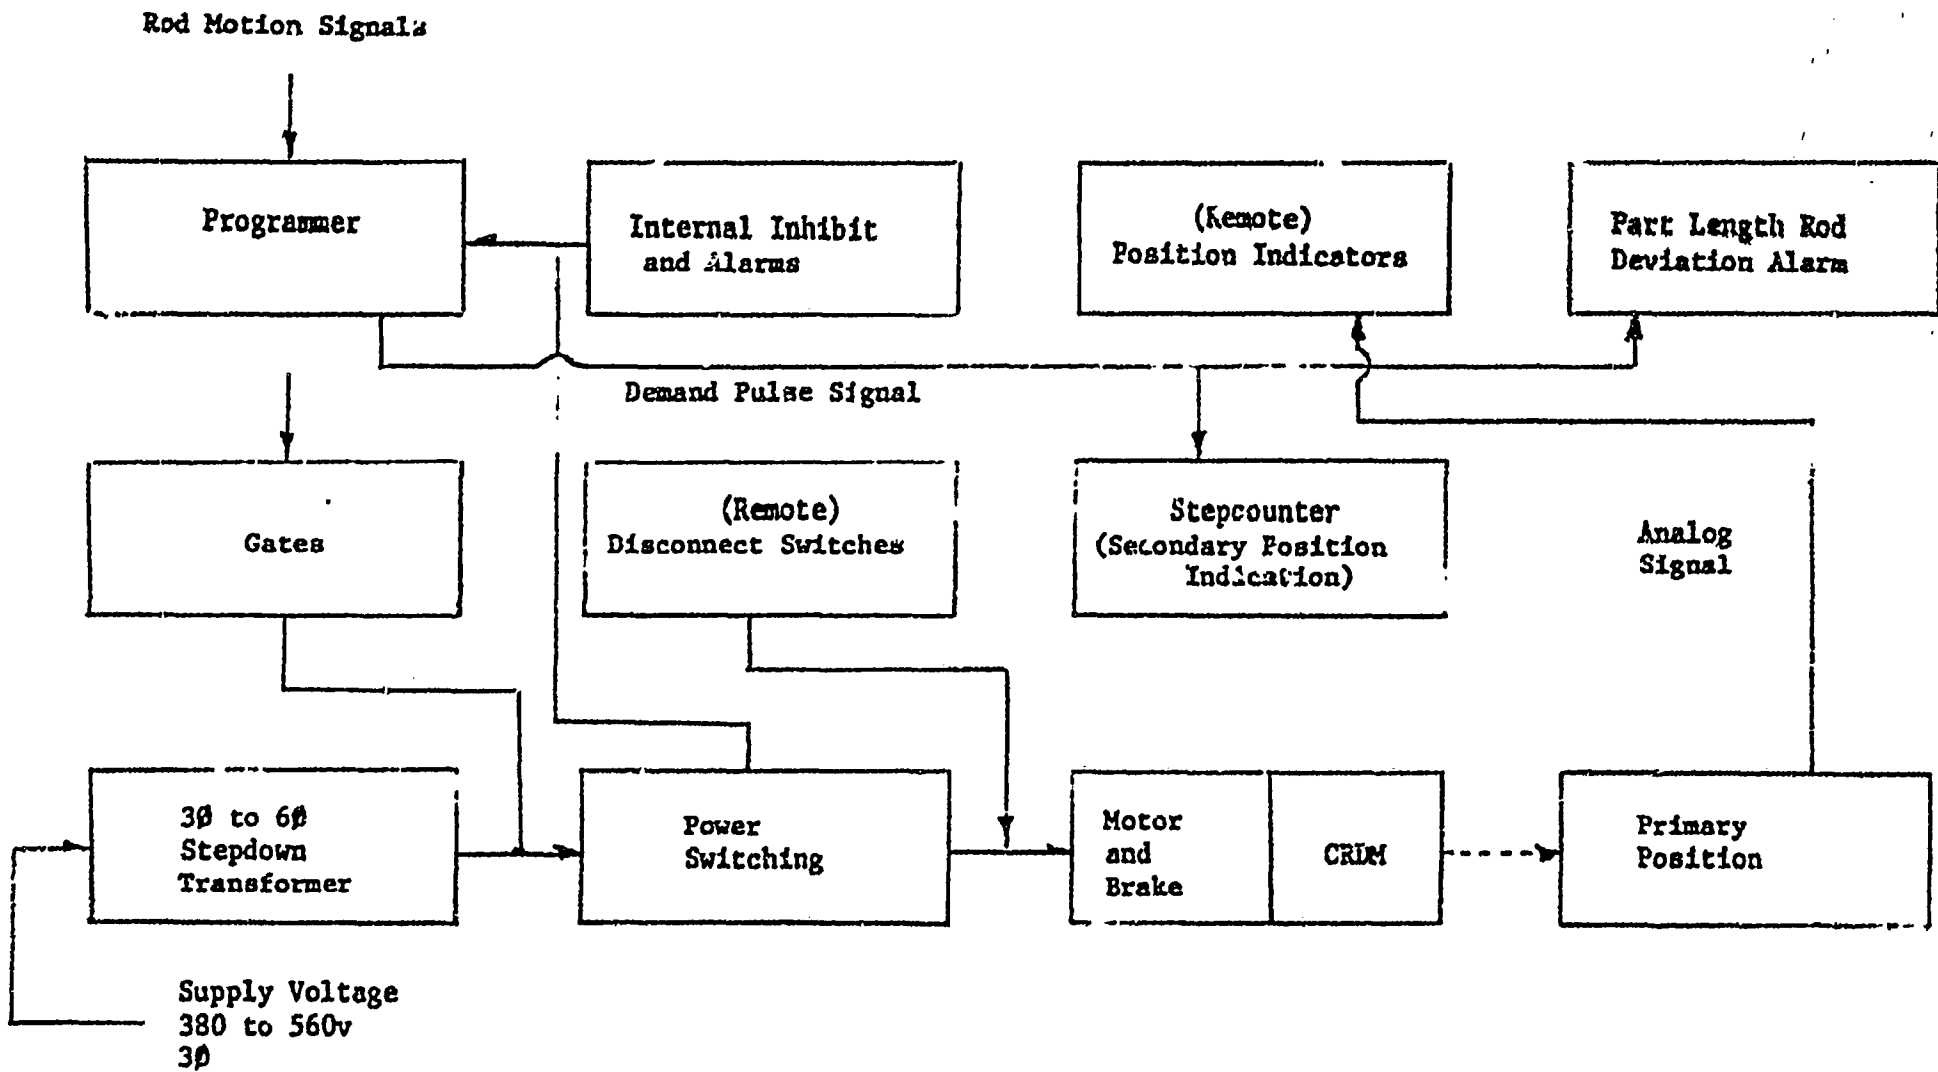 Rod Motion Signals
Programmer
Internal Inhibit
and Alarms
(Remote)
Position Indicators
Part Length Rod
Deviation Alarm
Demand Pulse Signal
Gates
(Remote)
Disconnect Switches
Stepcounter
(Secondary Position
Indication)
Analog
Signal
3Ø to 6Ø
Stepdown
Transformer
Power
Switching
Motor
and
Brake
CRDM
Primary
Position
Supply Voltage
380 to 560v
3Ø